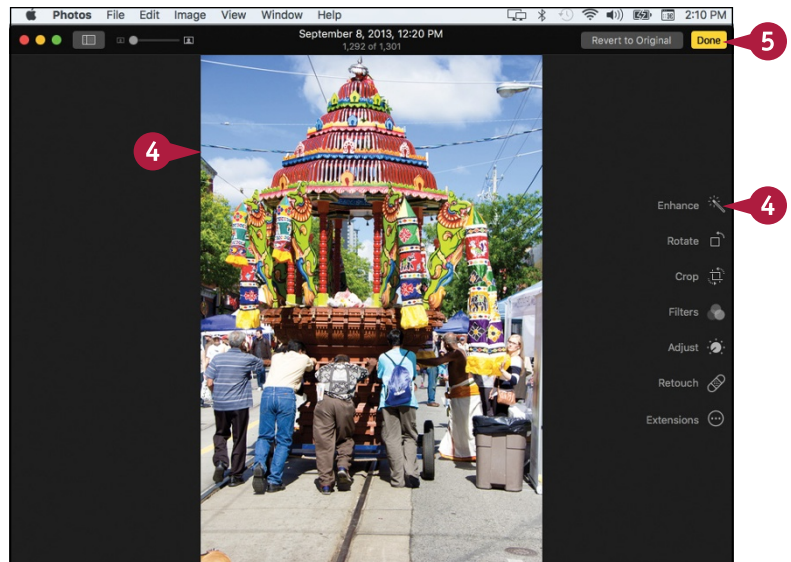 Photos File Edit Image View Window Help 2:10 PM
September 8, 2013, 12:20 PM
1,292 of 1,301
Revert to Original
Done
5
4
Enhance
4
Rotate
Crop
Filters
Adjust
Retouch
Extensions